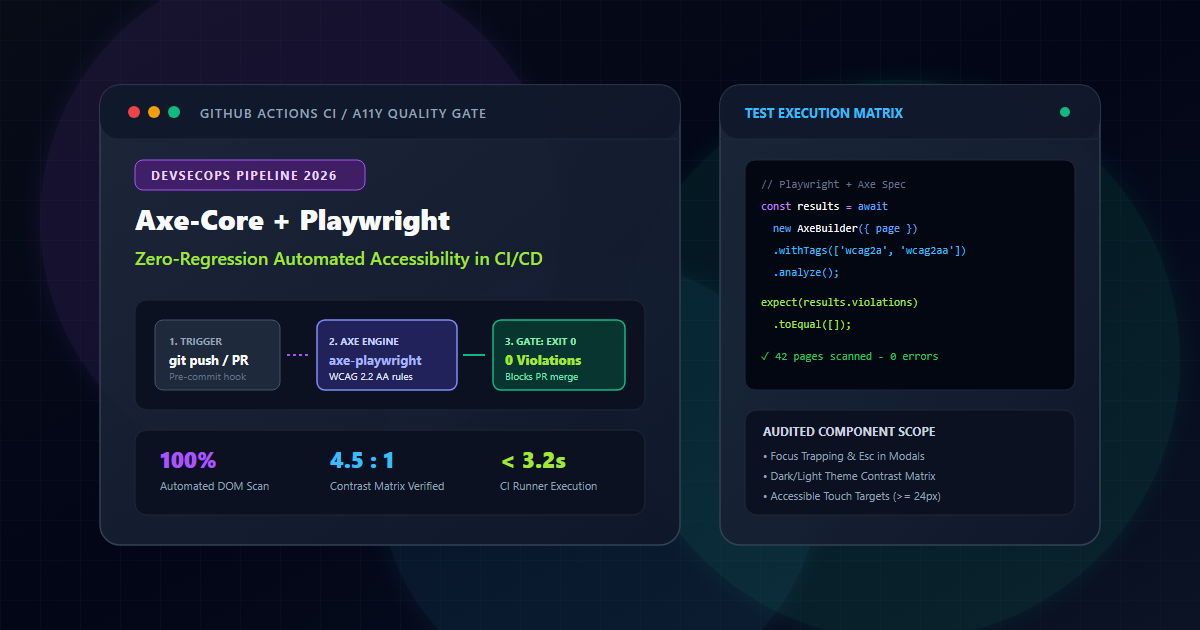 GITHUB ACTIONS CI / A11Y QUALITY GATE
DEVSECOPS PIPELINE 2026
Axe-Core + Playwright
Zero-Regression Automated Accessibility in CI/CD
1. TRIGGER
git push / PR
Pre-commit hook
2. AXE ENGINE
axe-playwright
WCAG 2.2 AA rules
3. GATE: EXIT 0
0 Violations
Blocks PR merge
100%
Automated DOM Scan
4.5 : 1
Contrast Matrix Verified
< 3.2s
CI Runner Execution
TEST EXECUTION MATRIX
// Playwright + Axe Spec
const results = await
new AxeBuilder({ page })
.withTags(['wcag2a', 'wcag2aa'])
.analyze();
expect(results.violations)
.toEqual([]);
✓ 42 pages scanned - 0 errors
AUDITED COMPONENT SCOPE
• Focus Trapping & Esc in Modals
• Dark/Light Theme Contrast Matrix
• Accessible Touch Targets (>= 24px)